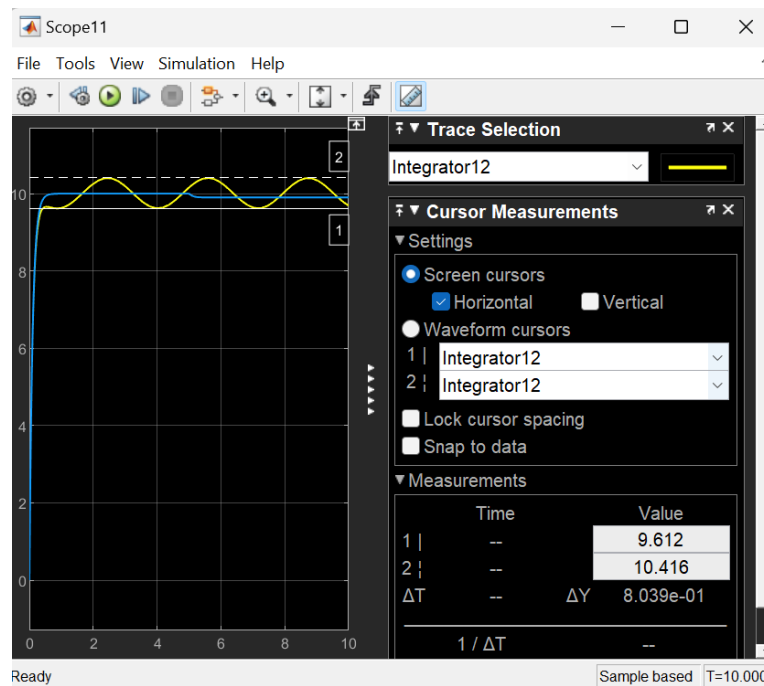 Scope11
File Tools View Simulation Help
2
1
10
8
6
4
2
0
0 2 4 6 8 10
Trace Selection
Integrator12
Cursor Measurements
Settings
Screen cursors
Horizontal Vertical
Waveform cursors
1 | Integrator12
2 ¦ Integrator12
Lock cursor spacing
Snap to data
Measurements
Time Value
1 | -- 9.612
2 ¦ -- 10.416
ΔT -- ΔY 8.039e-01
1 / ΔT --
Ready
Sample based T=10.000